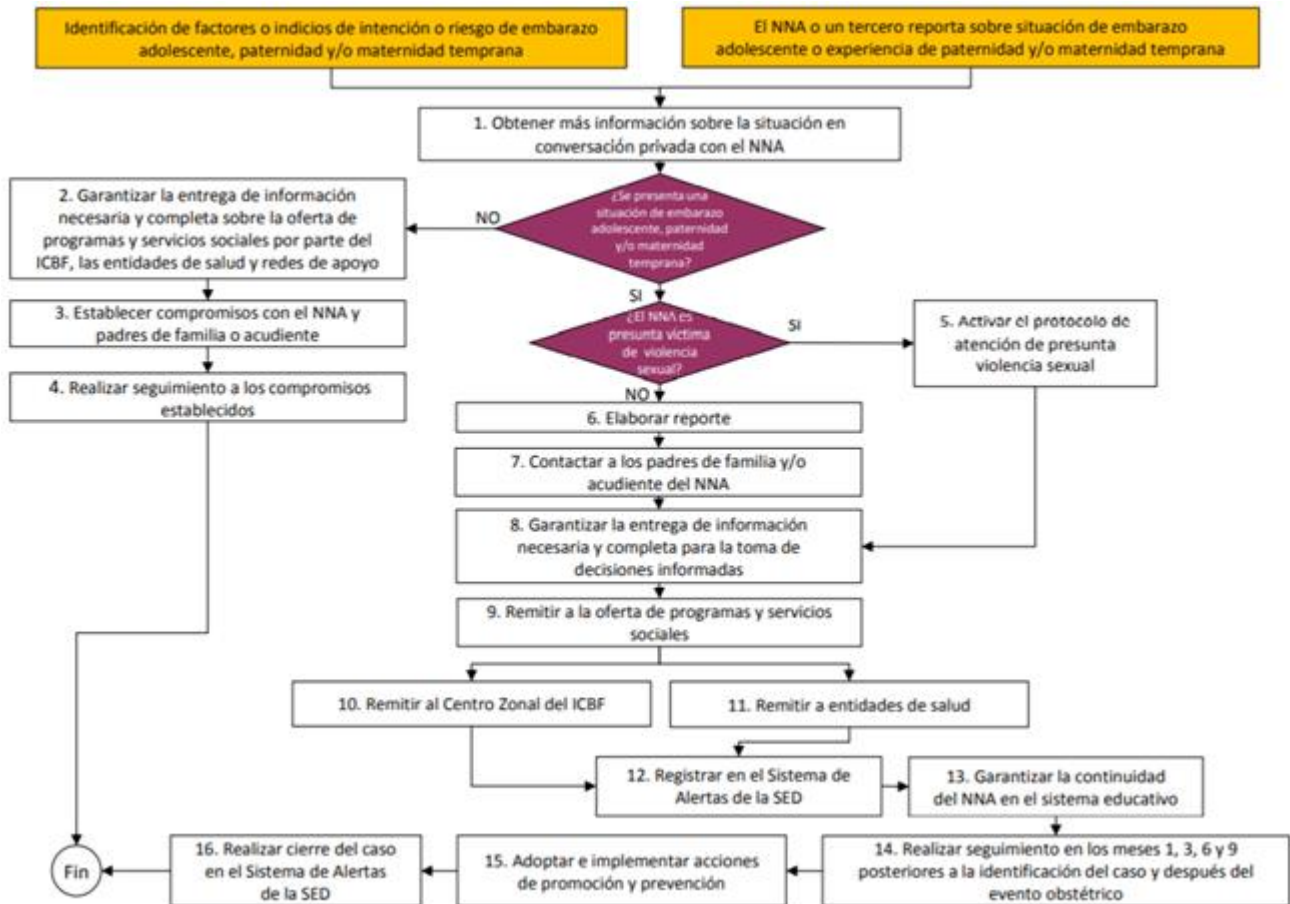 Identificación de factores o indicios de intención o riesgo de embarazo
adolescente, paternidad y/o maternidad temprana
El NNA o un tercero reporta sobre situación de embarazo
adolescente o experiencia de paternidad y/o maternidad temprana
1. Obtener más información sobre la situación en
conversación privada con el NNA
¿Se presenta una
situación de embarazo
adolescente, paternidad
y/o maternidad
temprana?
NO
2. Garantizar la entrega de información
necesaria y completa sobre la oferta de
programas y servicios sociales por parte del
ICBF, las entidades de salud y redes de apoyo
3. Establecer compromisos con el NNA y
padres de familia o acudiente
4. Realizar seguimiento a los compromisos
establecidos
SI
¿El NNA es
presunta víctima
de violencia
sexual?
SI
5. Activar el protocolo de
atención de presunta
violencia sexual
NO
6. Elaborar reporte
7. Contactar a los padres de familia y/o
acudiente del NNA
8. Garantizar la entrega de información
necesaria y completa para la toma de
decisiones informadas
9. Remitir a la oferta de programas y servicios
sociales
10. Remitir al Centro Zonal del ICBF
11. Remitir a entidades de salud
12. Registrar en el Sistema de
Alertas de la SED
13. Garantizar la continuidad
del NNA en el sistema educativo
14. Realizar seguimiento en los meses 1, 3, 6 y 9
posteriores a la identificación del caso y después del
evento obstétrico
15. Adoptar e implementar acciones
de promoción y prevención
16. Realizar cierre del caso
en el Sistema de Alertas
de la SED
Fin